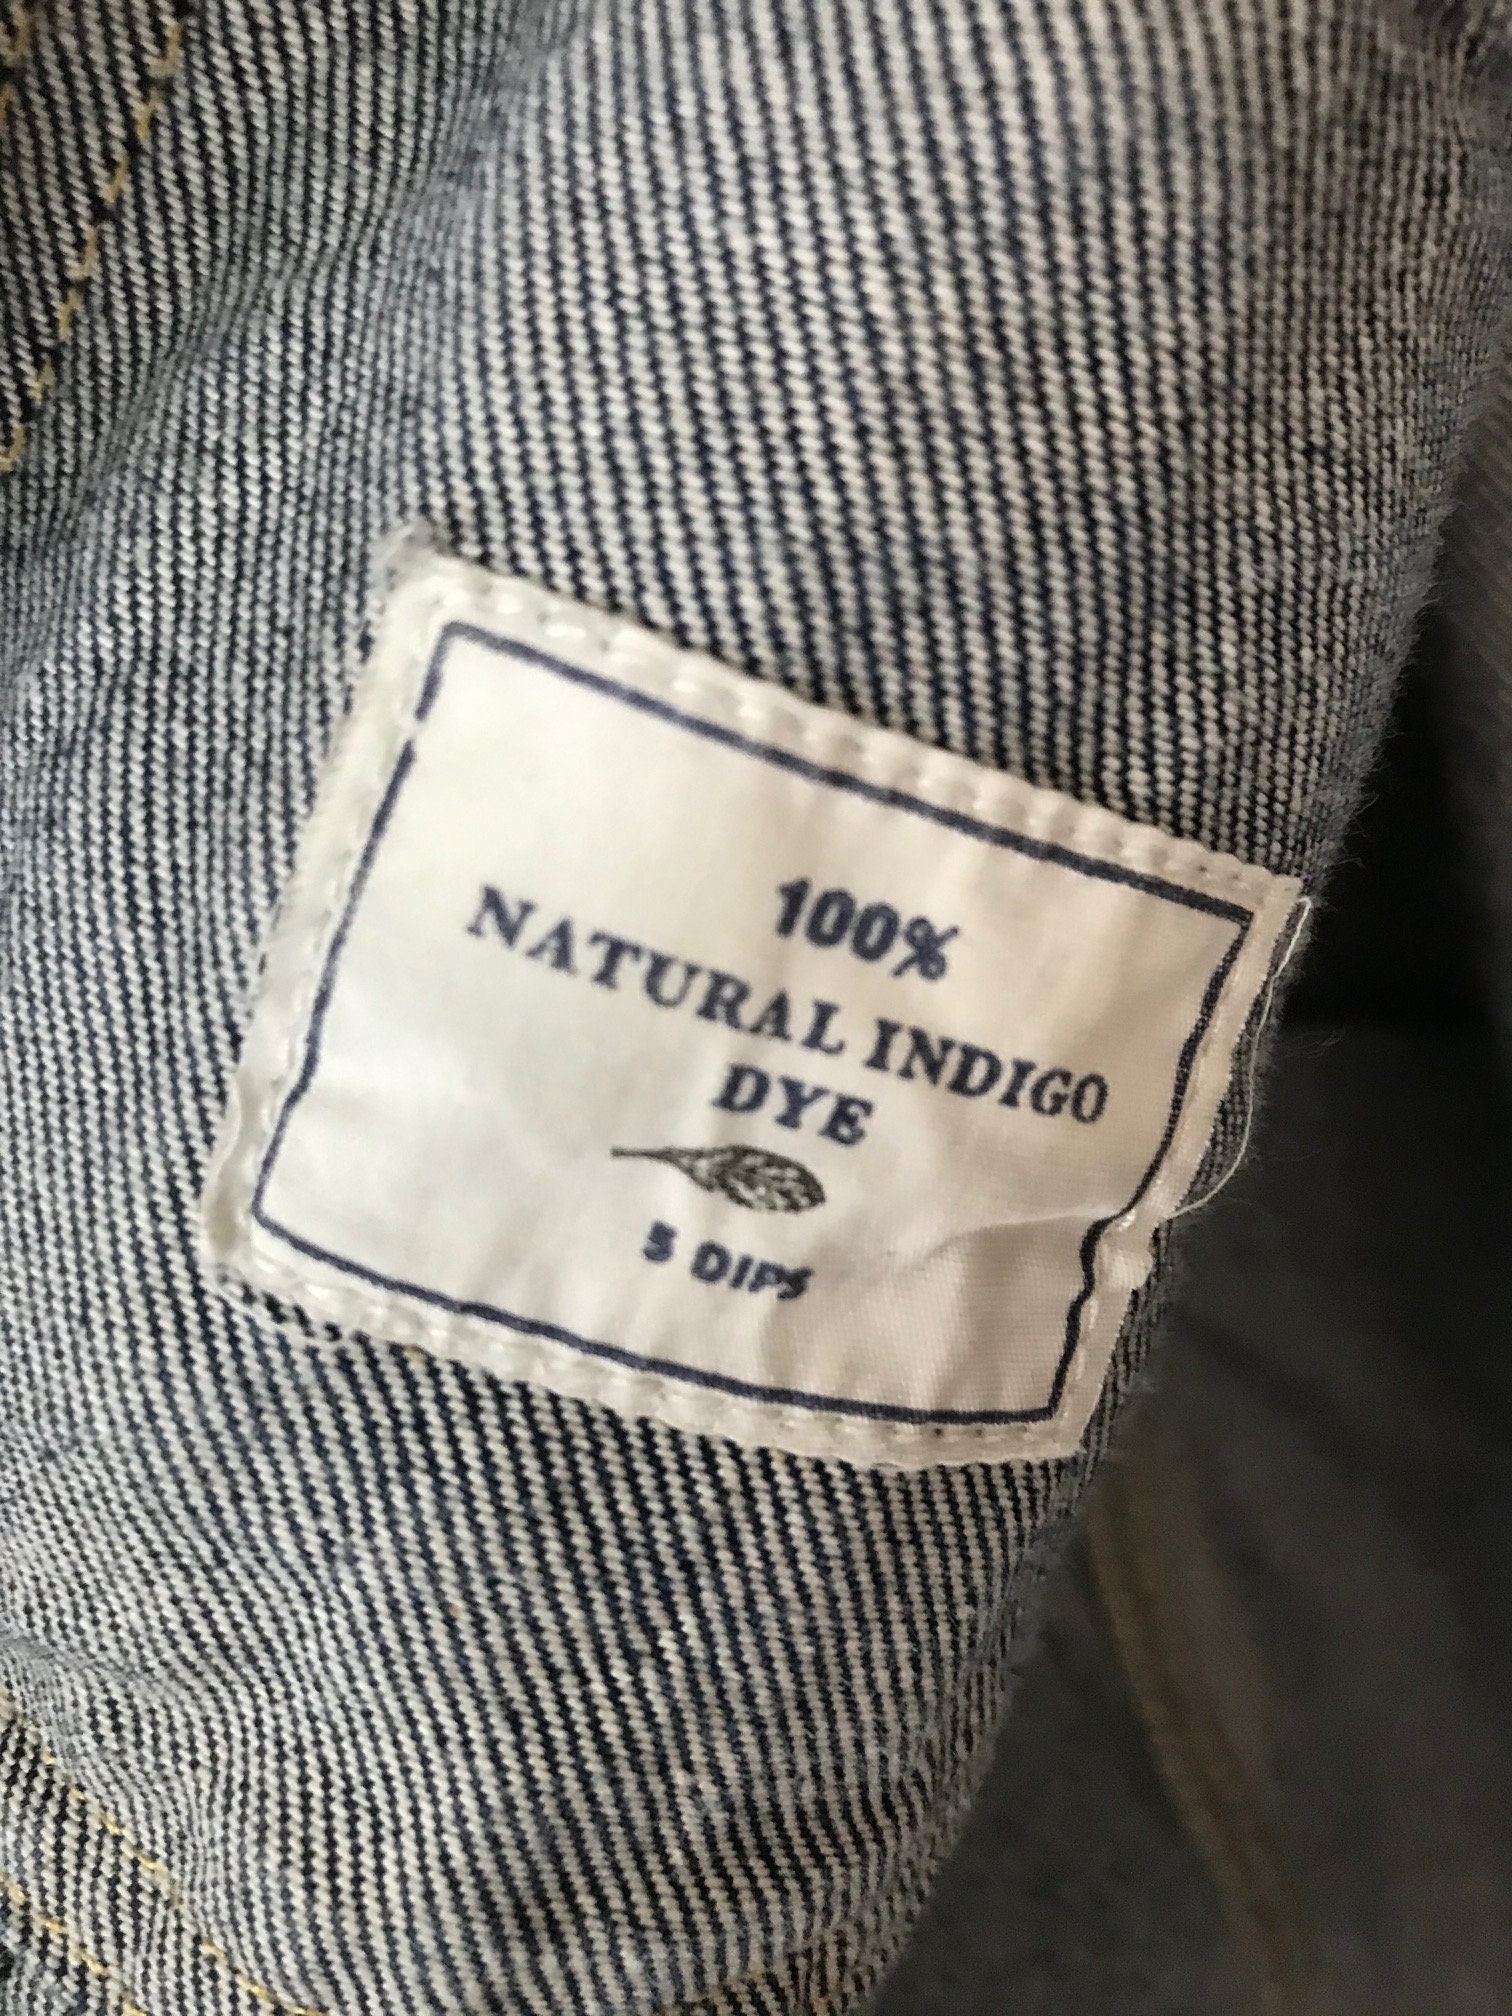 100%
NATURAL INDIGO
DYE
5 DIPS